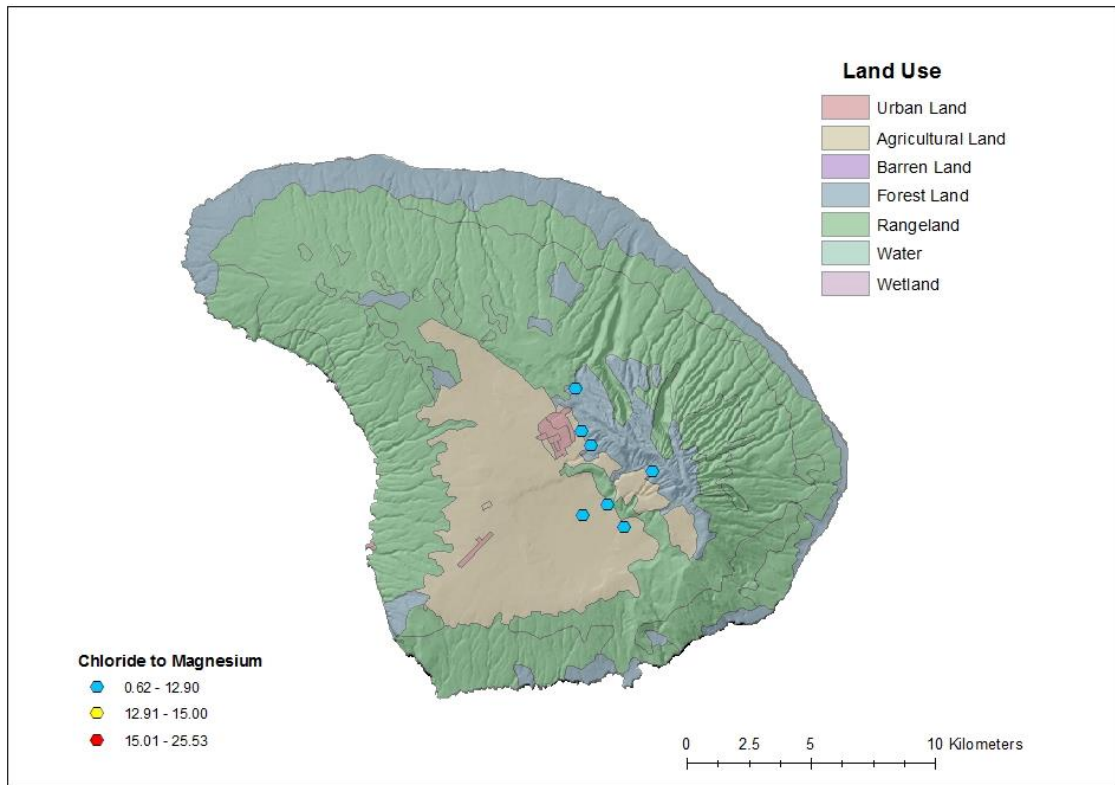 Land Use
Urban Land
Agricultural Land
Barren Land
Forest Land
Rangeland
Water
Wetland
Chloride to Magnesium
0.62 - 12.90
12.91 - 15.00
15.01 - 25.53
0 2.5 5 10 Kilometers